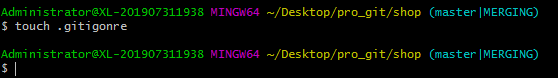 Administrator@XL-201907311938 MINGW64 ~/Desktop/pro_git/shop (master|MERGING)
$ touch .gitigonre
Administrator@XL-201907311938 MINGW64 ~/Desktop/pro_git/shop (master|MERGING)
$